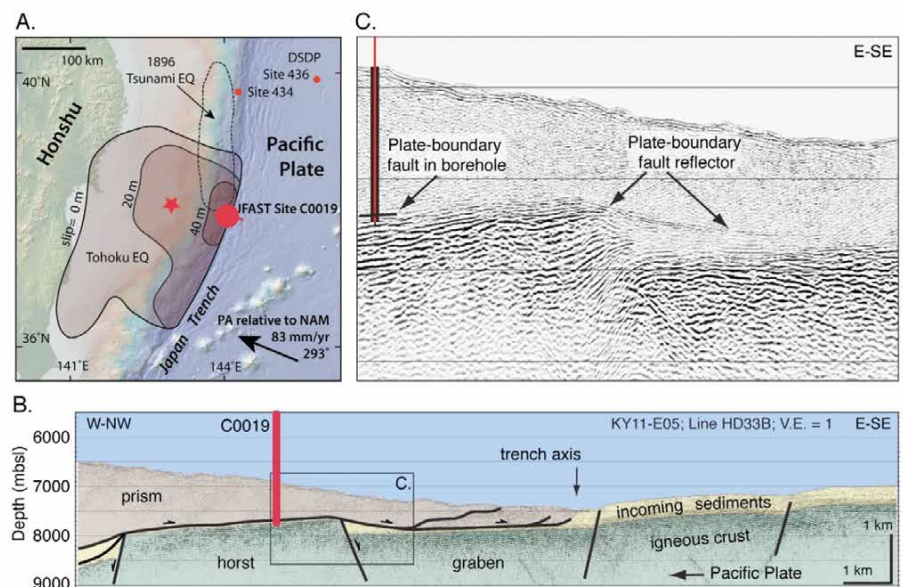 A.
100 km
40°N
1896
Tsunami EQ
DSDP
Site 436
Site 434
Honshu
Pacific
Plate
20 m
40 m
slip= 0 m
JFAST Site C0019
Tohoku EQ
Japan Trench
PA relative to NAM
83 mm/yr
293°
36°N
141°E
144°E
C.
E-SE
Plate-boundary
fault in borehole
Plate-boundary
fault reflector
B.
W-NW
C0019
KY11-E05; Line HD33B; V.E. = 1
E-SE
Depth (mbsl)
6000
7000
8000
9000
trench axis
C.
prism
incoming sediments
igneous crust
horst
graben
Pacific Plate
1 km
1 km